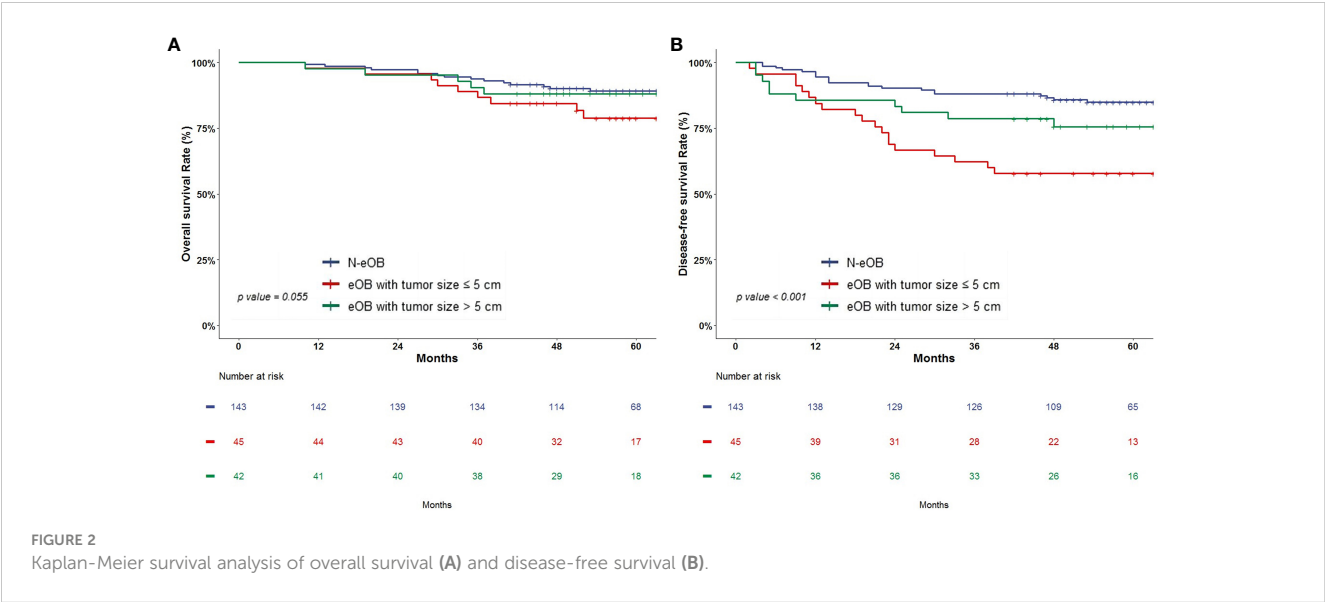 A
Overall survival Rate (%)
100%
75%
50%
25%
0%
N-eOB
eOB with tumor size ≤ 5 cm
eOB with tumor size > 5 cm
p value = 0.055
0 12 24 36 48 60
Months
Number at risk
143 142 139 134 114 68
45 44 43 40 32 17
42 41 40 38 29 18
Months
B
Disease-free survival Rate (%)
100%
75%
50%
25%
0%
N-eOB
eOB with tumor size ≤ 5 cm
eOB with tumor size > 5 cm
p value < 0.001
0 12 24 36 48 60
Months
Number at risk
143 138 129 126 109 65
45 39 31 28 22 13
42 36 36 33 26 16
Months
FIGURE 2
Kaplan-Meier survival analysis of overall survival (A) and disease-free survival (B).